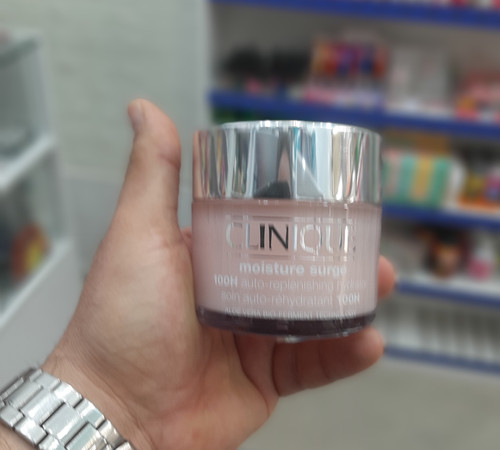 CLINIQUE
moisture surge
100H auto-replenishing
soin auto-réhydratant 100H